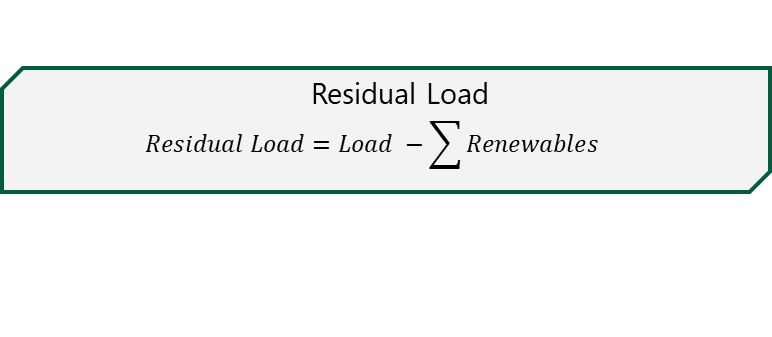 Residual Load
Residual Load = Load − ∑ Renewables